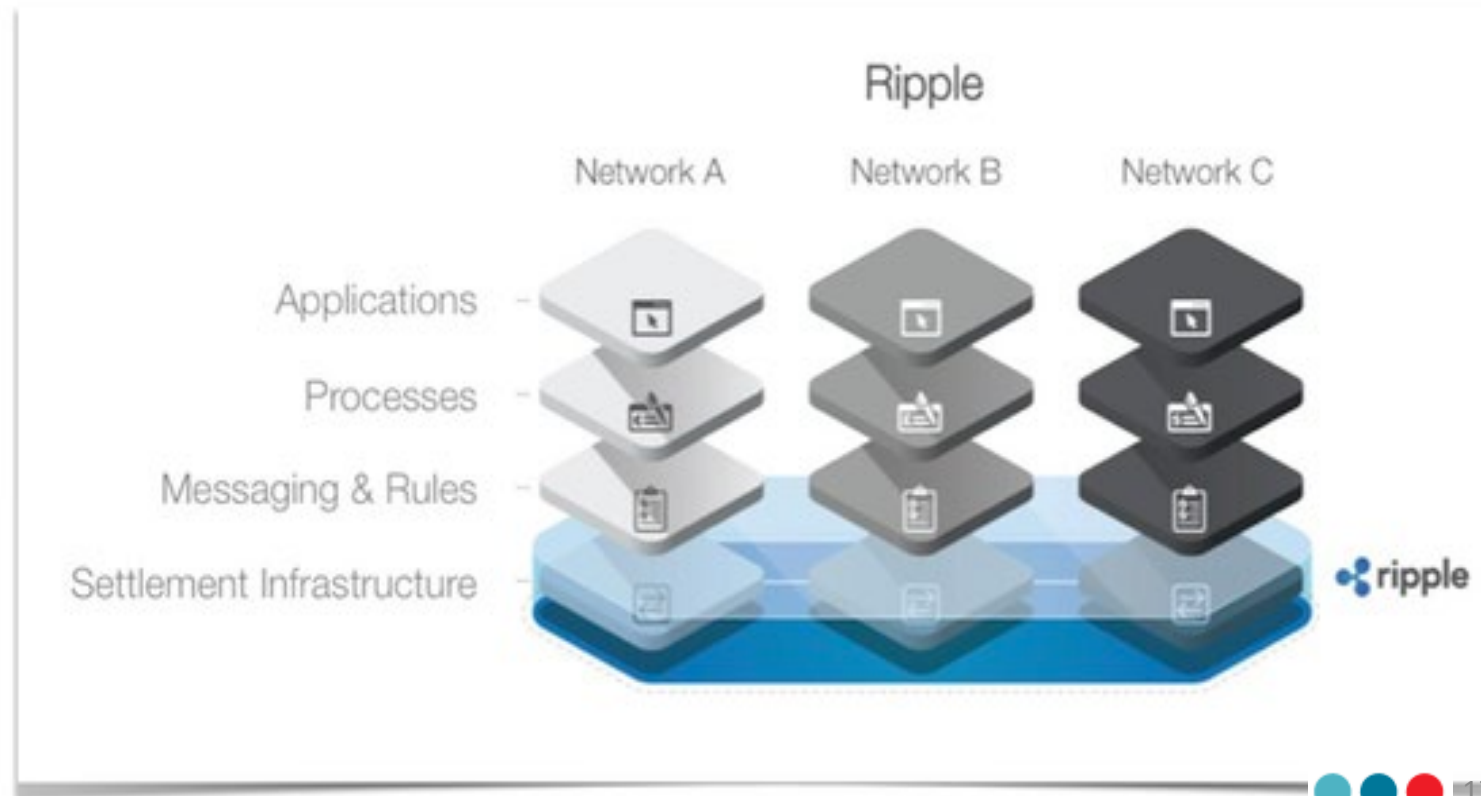 Ripple
Network A Network B Network C
Applications
Processes
Messaging & Rules
Settlement Infrastructure
ripple